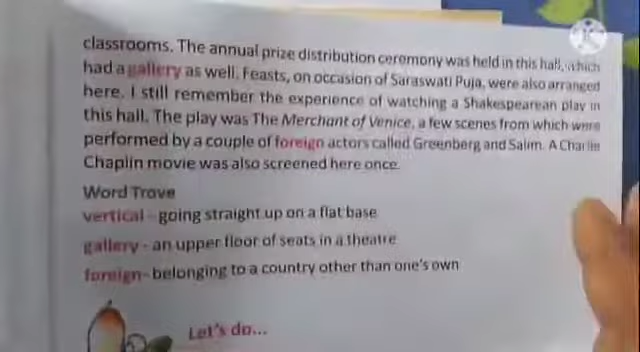 classrooms. The annual prize distribution ceremony was held in this hall, which
had a gallery as well. Feasts, on occasion of Saraswati Puja, were also arranged
here. I still remember the experience of watching a Shakespearean play in
this hall. The play was The Merchant of Venice, a few scenes from which were
performed by a couple of foreign actors called Greenberg and Salim. A Charlie
Chaplin movie was also screened here once.
Word Trove
vertical - going straight up on a flat base
gallery - an upper floor of seats in a theatre
foreign - belonging to a country other than one's own
Let's do...